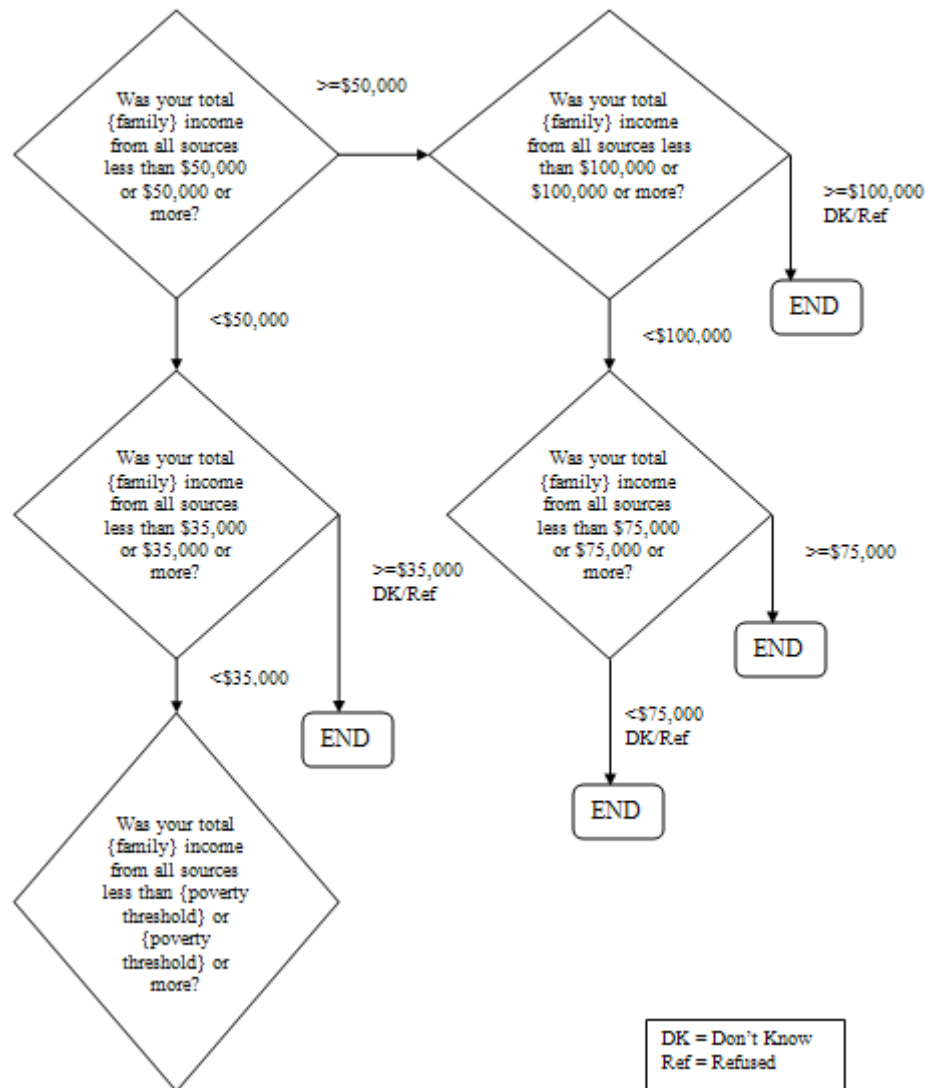 Was your total
{family} income
from all sources
less than $50,000
or $50,000 or
more?
>=$50,000
Was your total
{family} income
from all sources less
than $100,000 or
$100,000 or more?
>=$100,000
DK/Ref
END
<$50,000
<$100,000
Was your total
{family} income
from all sources
less than $35,000
or $35,000 or
more?
>=$35,000
DK/Ref
END
Was your total
{family} income
from all sources
less than $75,000
or $75,000 or
more?
>=$75,000
END
<$35,000
<$75,000
DK/Ref
END
Was your total
{family} income
from all sources
less than {poverty
threshold} or
{poverty
threshold} or
more?
DK = Don't Know
Ref = Refused